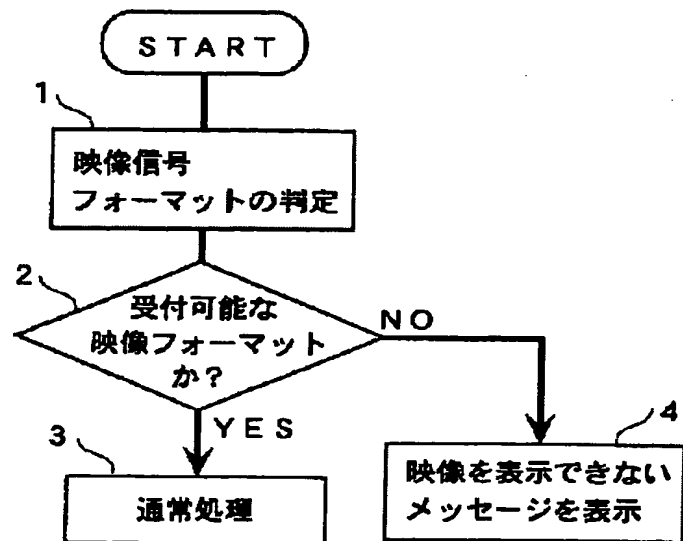 START
1
映像信号
フォーマットの判定
2
受付可能な
映像フォーマット
か?
NO
YES
3
通常処理
4
映像を表示できない
メッセージを表示